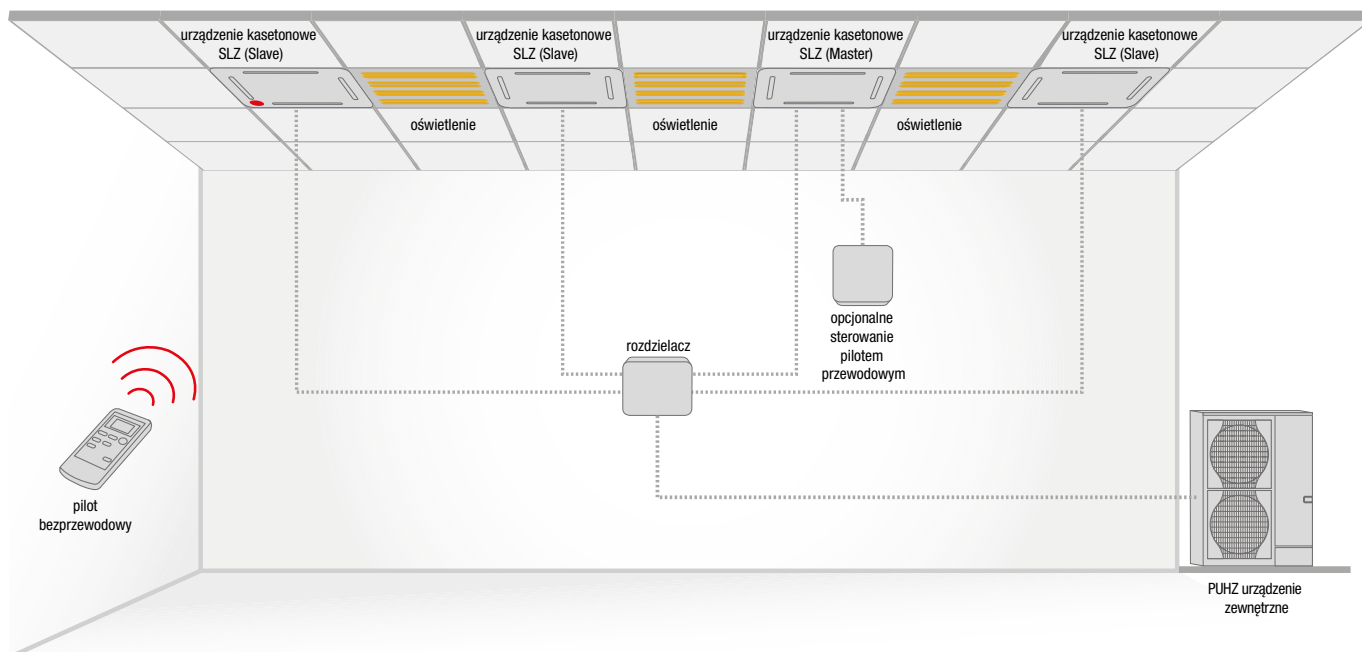 urządzenie kasetonowe
SLZ (Slave)
urządzenie kasetonowe
SLZ (Slave)
urządzenie kasetonowe
SLZ (Master)
urządzenie kasetonowe
SLZ (Slave)
oświetlenie
oświetlenie
oświetlenie
opcjonalne
sterowanie
pilotem
przewodowym
rozdzielacz
pilot
bezprzewodowy
PUHZ urządzenie
zewnętrzne